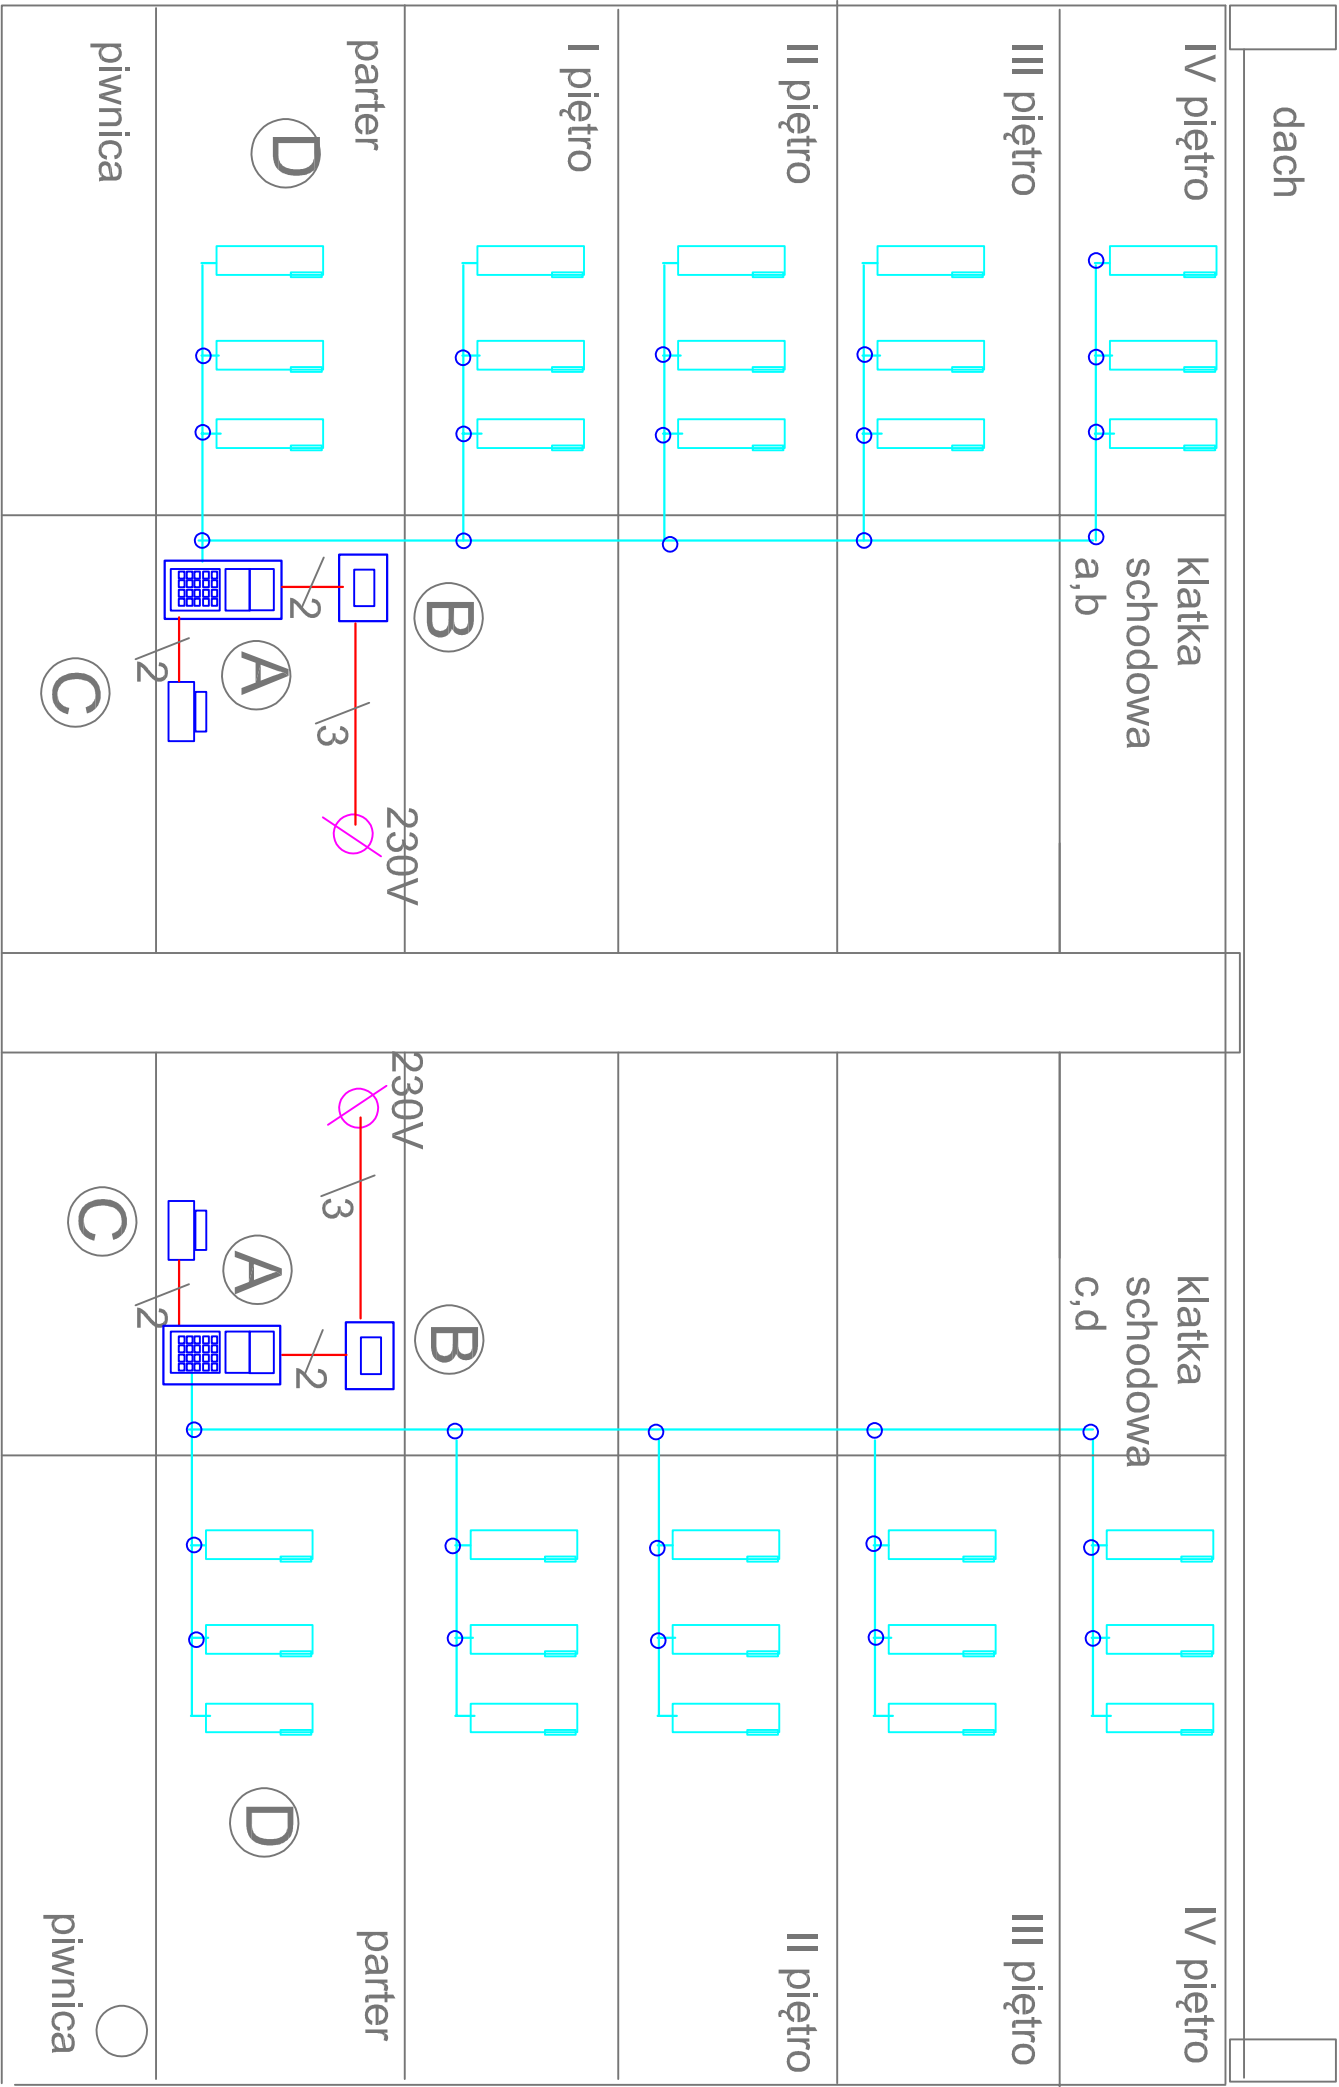 dach
IV piętro
III piętro
II piętro
I piętro
parter
piwnica
D
klatka
schodowa
a,b
B
2
A
2
C
3
230V
230V
3
C
A
2
B
2
klatka
schodowa
c,d
D
IV piętro
III piętro
II piętro
parter
piwnica